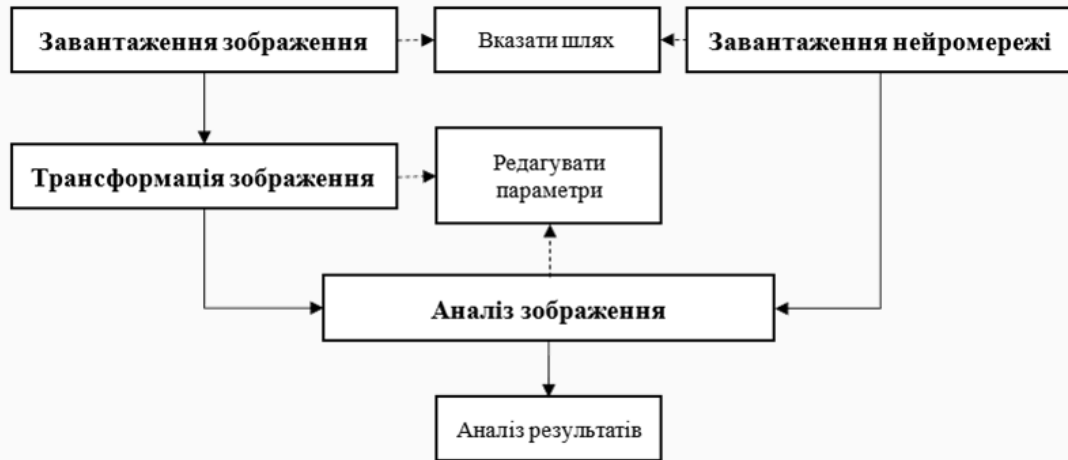 Завантаження зображення
Вказати шлях
Завантаження нейромережі
Трансформація зображення
Редагувати
параметри
Аналіз зображення
Аналіз результатів